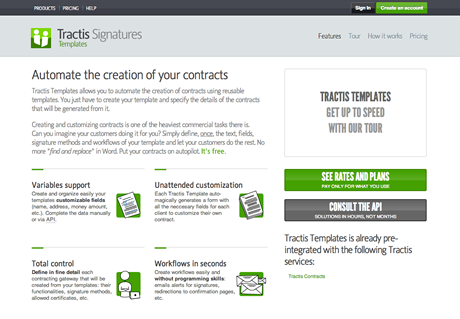 PRODUCTS | PRICING | HELP
Sign in
Create an account
Tractis Signatures
Templates
Features Tour How it works Pricing
Automate the creation of your contracts
Tractis Templates allows you to automate the creation of contracts using reusable
templates. You just have to create your template and specify the details of the contracts
that will be generated from it.
Creating and customizing contracts is one of the heaviest commercial tasks there is.
Can you imagine your customers doing it for you? Simply define, once, the text, fields,
signature methods and workflows of your template and let your customers do the rest. No
more "find and replace" in Word. Put your contracts on autopilot. It's free.
Variables support
Create and organize easily your
templates customizable fields
(name, address, money amount,
etc.). Complete the data manually
or via API.
Unattended customization
Each Tractis Template auto-
magically generates a form with
all the neccesary fields for each
client to customize their own
contract.
Total control
Define in fine detail each
contracting gateway that will be
created from your templates: their
functionalities, signature methods,
allowed certificates, etc.
Workflows in seconds
Create workflows easily and
without programming skills:
emails alerts for signatures,
redirections to confirmation pages
etc.
TRACTIS TEMPLATES
GET UP TO SPEED
WITH OUR TOUR
SEE RATES AND PLANS
PAY ONLY FOR WHAT YOU USE
CONSULT THE API
SOLUTIONS IN HOURS, NOT MONTHS
Tractis Templates is already pre-
integrated with the following Tractis
services:
Tractis Contracts